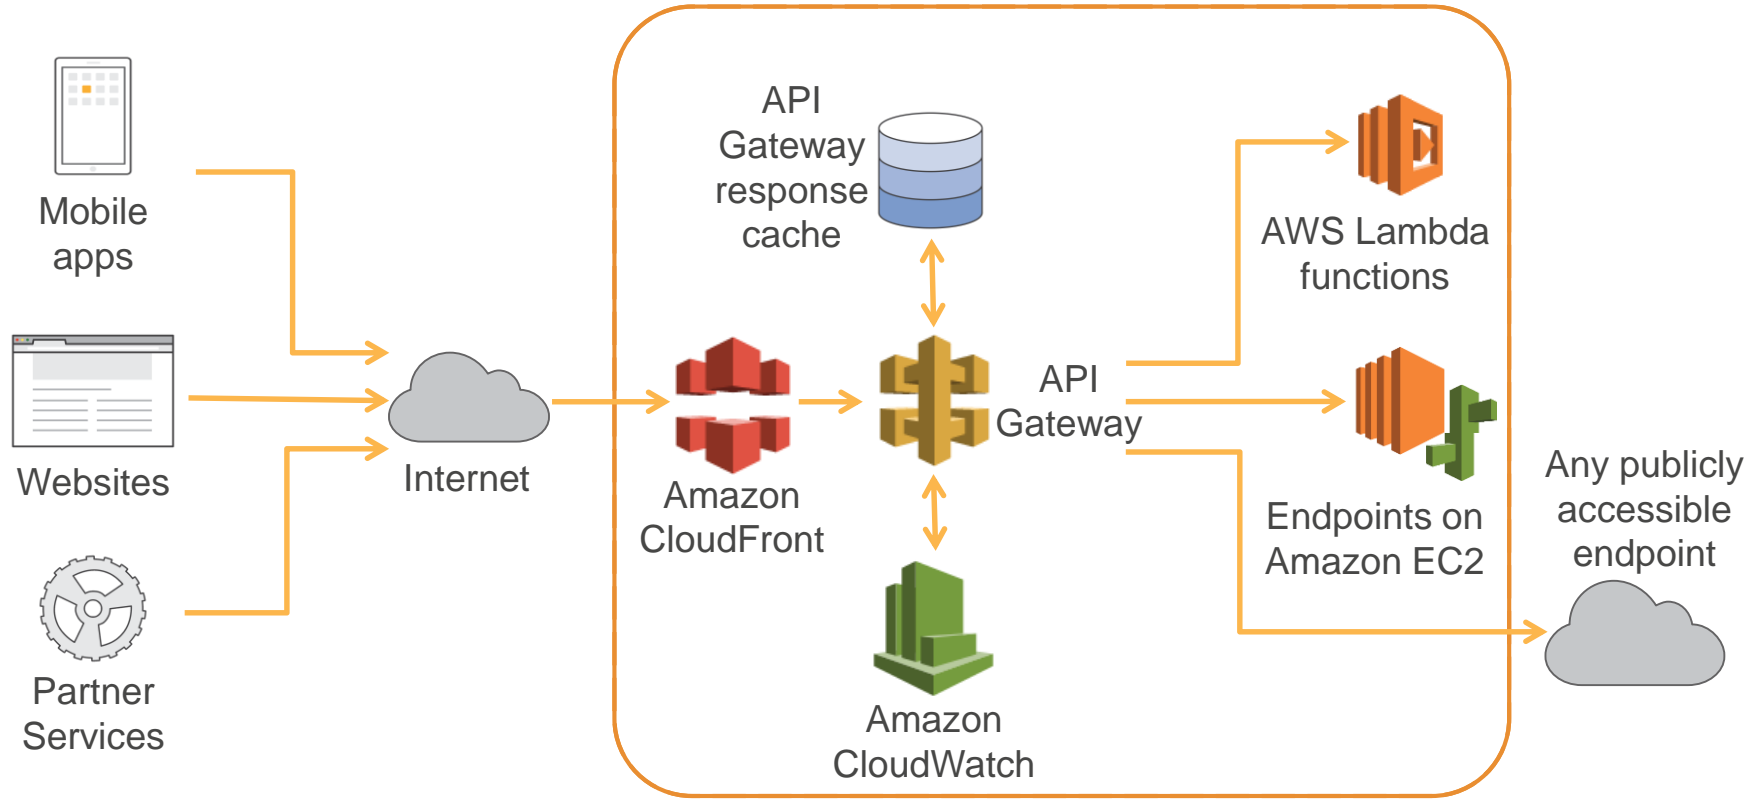 Mobile
apps
Websites
Partner
Services
Internet
API
Gateway
response
cache
Amazon
CloudFront
API
Gateway
Amazon
CloudWatch
AWS Lambda
functions
Endpoints on
Amazon EC2
Any publicly
accessible
endpoint